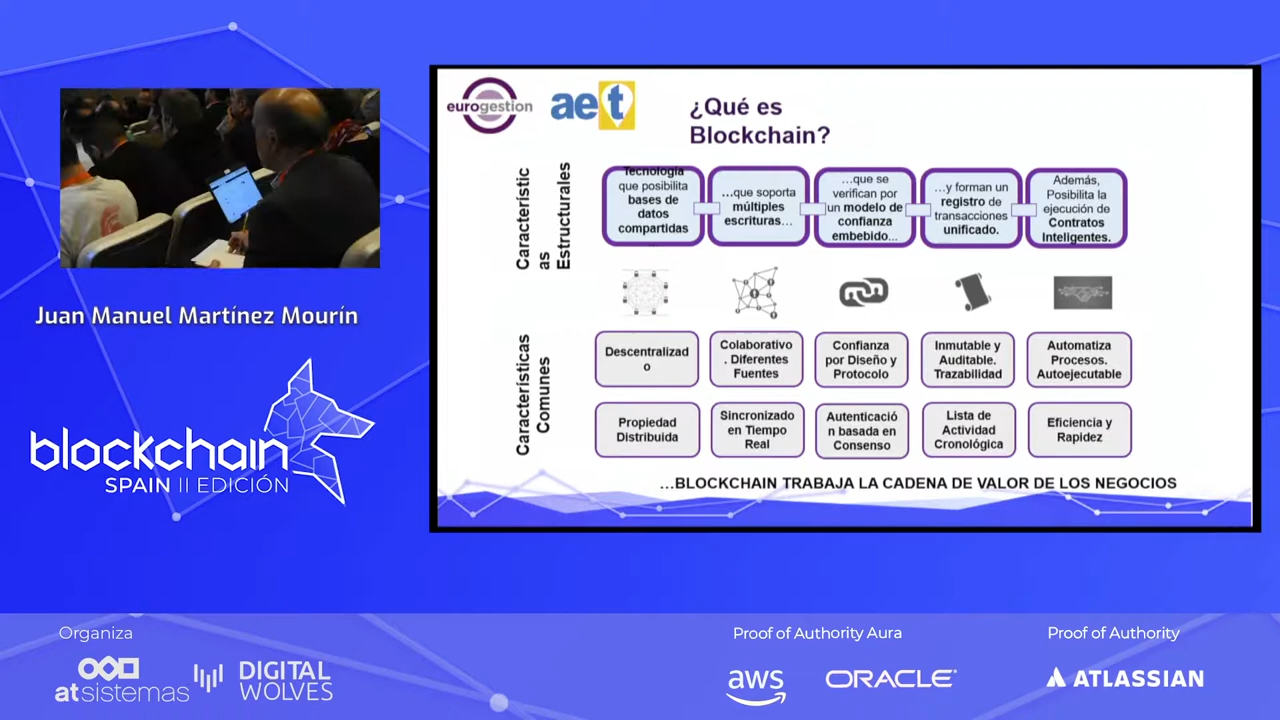 Juan Manuel Martínez Mourín
blockchain
SPAIN II EDICIÓN
eurogestion
aet
¿Qué es
Blockchain?
Característic
as
Estructurales
Tecnología
que posibilita
bases de
datos
compartidas
...que soporta
múltiples
escrituras...
...que se
verifican por
un modelo de
confianza
embebido...
...y forman un
registro de
transacciones
unificado.
Además,
Posibilita la
ejecución de
Contratos
Inteligentes.
Características
Comunes
Descentralizad
o
Colaborativo
. Diferentes
Fuentes
Confianza
por Diseño y
Protocolo
Inmutable y
Auditable.
Trazabilidad
Automatiza
Procesos.
Autoejecutable
Propiedad
Distribuida
Sincronizado
en Tiempo
Real
Autenticació
n basada en
Consenso
Lista de
Actividad
Cronológica
Eficiencia y
Rapidez
...BLOCKCHAIN TRABAJA LA CADENA DE VALOR DE LOS NEGOCIOS
Organiza
atsistemas
DIGITAL
WOLVES
Proof of Authority Aura
aws
ORACLE
Proof of Authority
ATLASSIAN